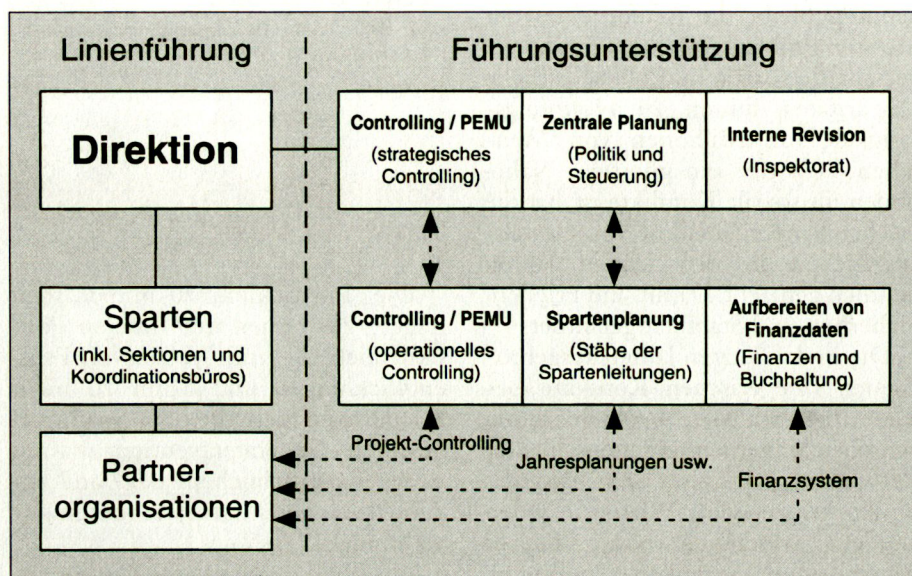 Linienführung
Führungsunterstützung
Direktion
Controlling / PEMU
(strategisches
Controlling)
Zentrale Planung
(Politik und
Steuerung)
Interne Revision
(Inspektorat)
Sparten
(inkl. Sektionen und
Koordinationsbüros)
Controlling / PEMU
(operationelles
Controlling)
Spartenplanung
(Stäbe der
Spartenleitungen)
Aufbereiten von
Finanzdaten
(Finanzen und
Buchhaltung)
Partner-
organisationen
Projekt-Controlling
Jahresplanungen usw.
Finanzsystem